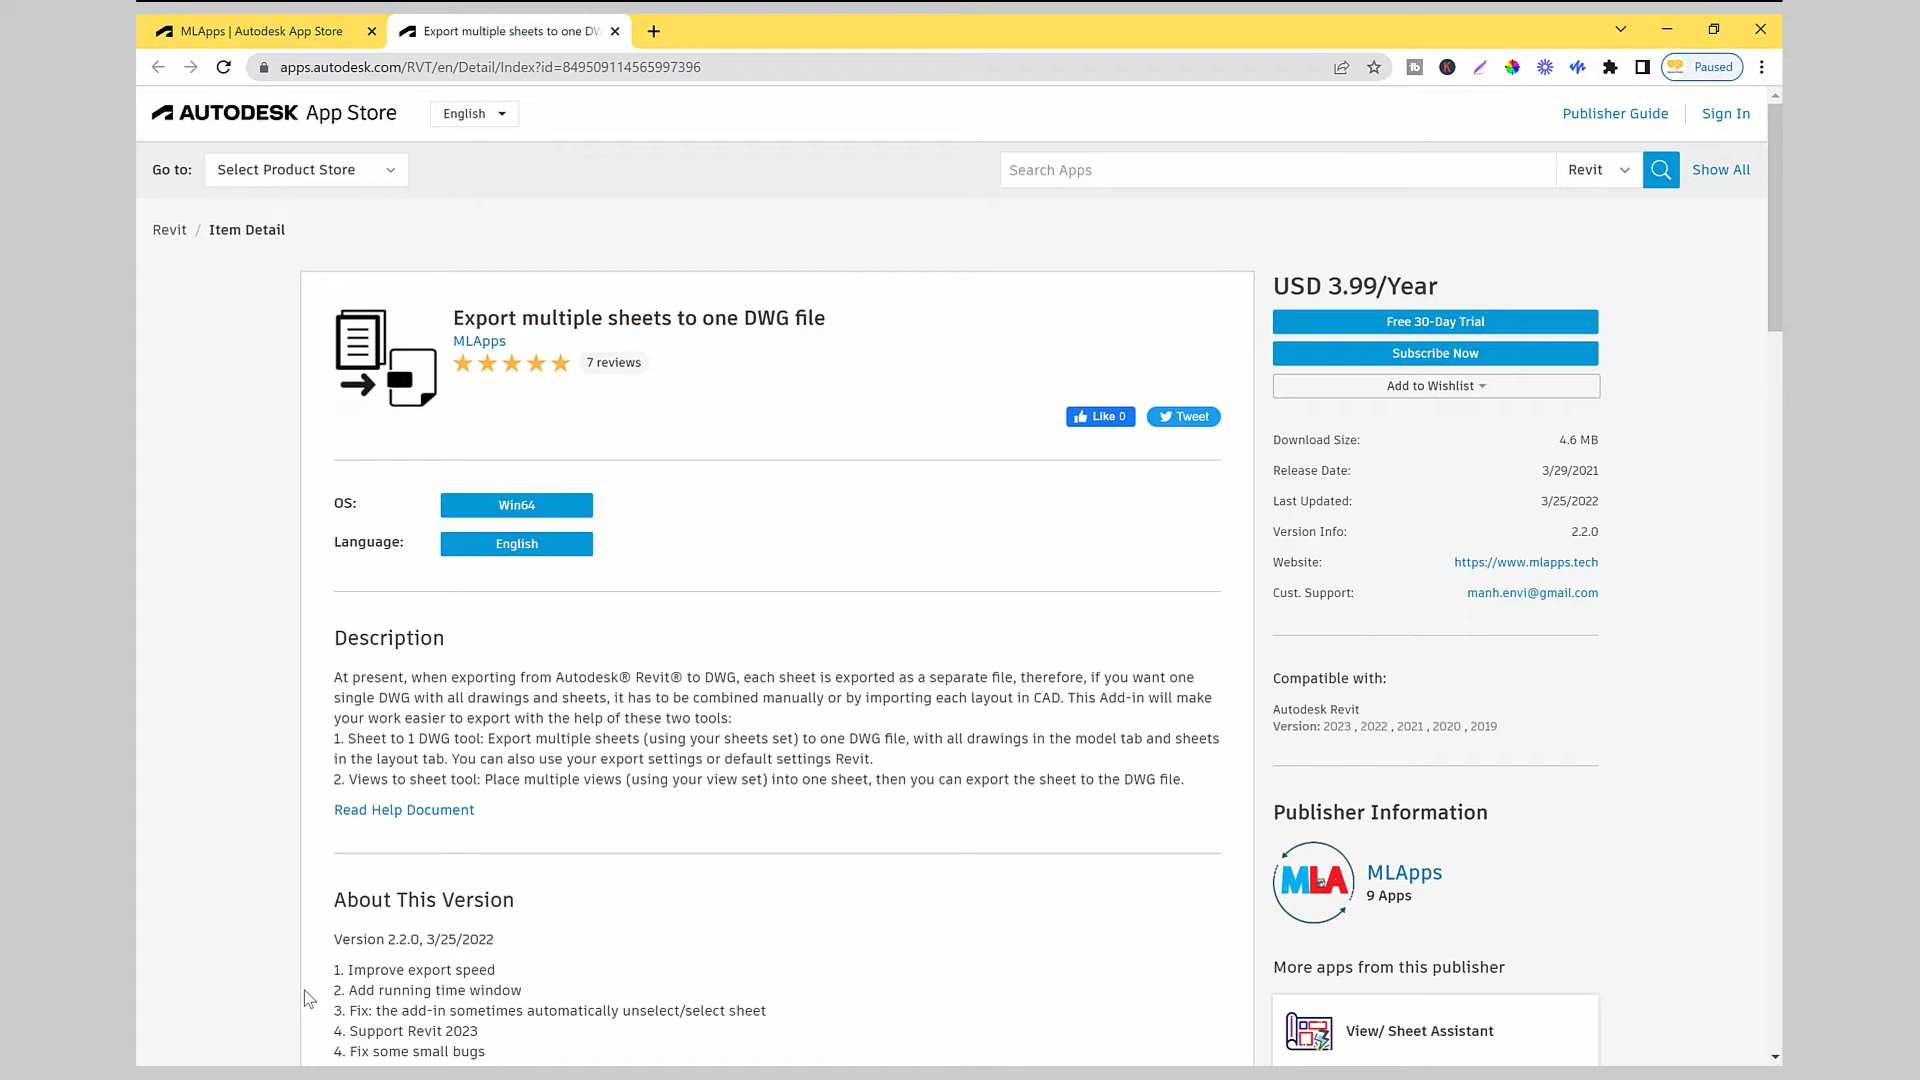 MLApps | Autodesk App Store
Export multiple sheets to one DW
apps.autodesk.com/RVT/en/Detail/Index?id=849509114565997396
Paused
AUTODESK App Store
English
Publisher Guide
Sign In
Go to:
Select Product Store
Search Apps
Revit
Show All
Revit / Item Detail
Export multiple sheets to one DWG file
MLApps
7 reviews
Like 0
Tweet
OS:
Win64
Language:
English
Description
At present, when exporting from Autodesk® Revit® to DWG, each sheet is exported as a separate file, therefore, if you want one
single DWG with all drawings and sheets, it has to be combined manually or by importing each layout in CAD. This Add-in will make
your work easier to export with the help of these two tools:
1. Sheet to 1 DWG tool: Export multiple sheets (using your sheets set) to one DWG file, with all drawings in the model tab and sheets
in the layout tab. You can also use your export settings or default settings Revit.
2. Views to sheet tool: Place multiple views (using your view set) into one sheet, then you can export the sheet to the DWG file.
Read Help Document
About This Version
Version 2.2.0, 3/25/2022
1. Improve export speed
2. Add running time window
3. Fix: the add-in sometimes automatically unselect/select sheet
4. Support Revit 2023
4. Fix some small bugs
USD 3.99/Year
Free 30-Day Trial
Subscribe Now
Add to Wishlist
Download Size: 4.6 MB
Release Date: 3/29/2021
Last Updated: 3/25/2022
Version Info: 2.2.0
Website: https://www.mlapps.tech
Cust. Support: manh.envi@gmail.com
Compatible with:
Autodesk Revit
Version: 2023 , 2022 , 2021 , 2020 , 2019
Publisher Information
MLA
MLApps
9 Apps
More apps from this publisher
View/ Sheet Assistant